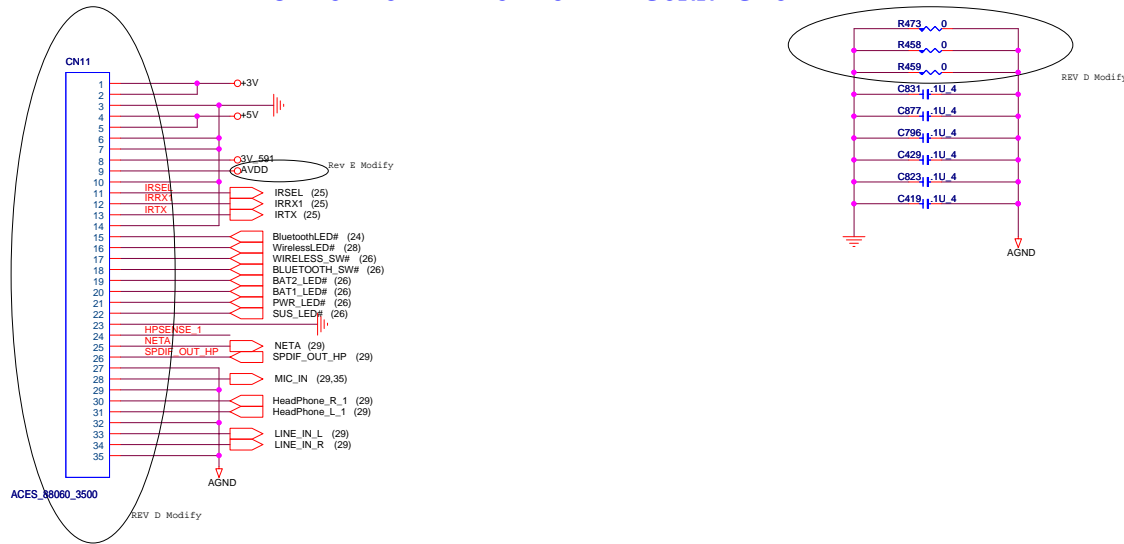 CN11
1
2
3
4
5
6
7
8
9
10
11
12
13
14
15
16
17
18
19
20
21
22
23
24
25
26
27
28
29
30
31
32
33
34
35
+3V
+5V
3V_591
AVDD
Rev E Modify
IRSEL
IRSEL (25)
IRRX1
IRRX1 (25)
IRTX
IRTX (25)
BluetoothLED# (24)
WirelessLED# (28)
WIRELESS_SW# (26)
BLUETOOTH_SW# (26)
BAT2_LED# (26)
BAT1_LED# (26)
PWR_LED# (26)
SUS_LED# (26)
HPSENSE_1
NETA
NETA (29)
SPDIF_OUT_HP
SPDIF_OUT_HP (29)
MIC_IN (29,35)
HeadPhone_R_1 (29)
HeadPhone_L_1 (29)
LINE_IN_L (29)
LINE_IN_R (29)
AGND
ACES_88060_3500
REV D Modify
R473 0
R458 0
R459 0
REV D Modify
C831 .1U_4
C877 .1U_4
C796 .1U_4
C429 .1U_4
C823 .1U_4
C419 .1U_4
AGND